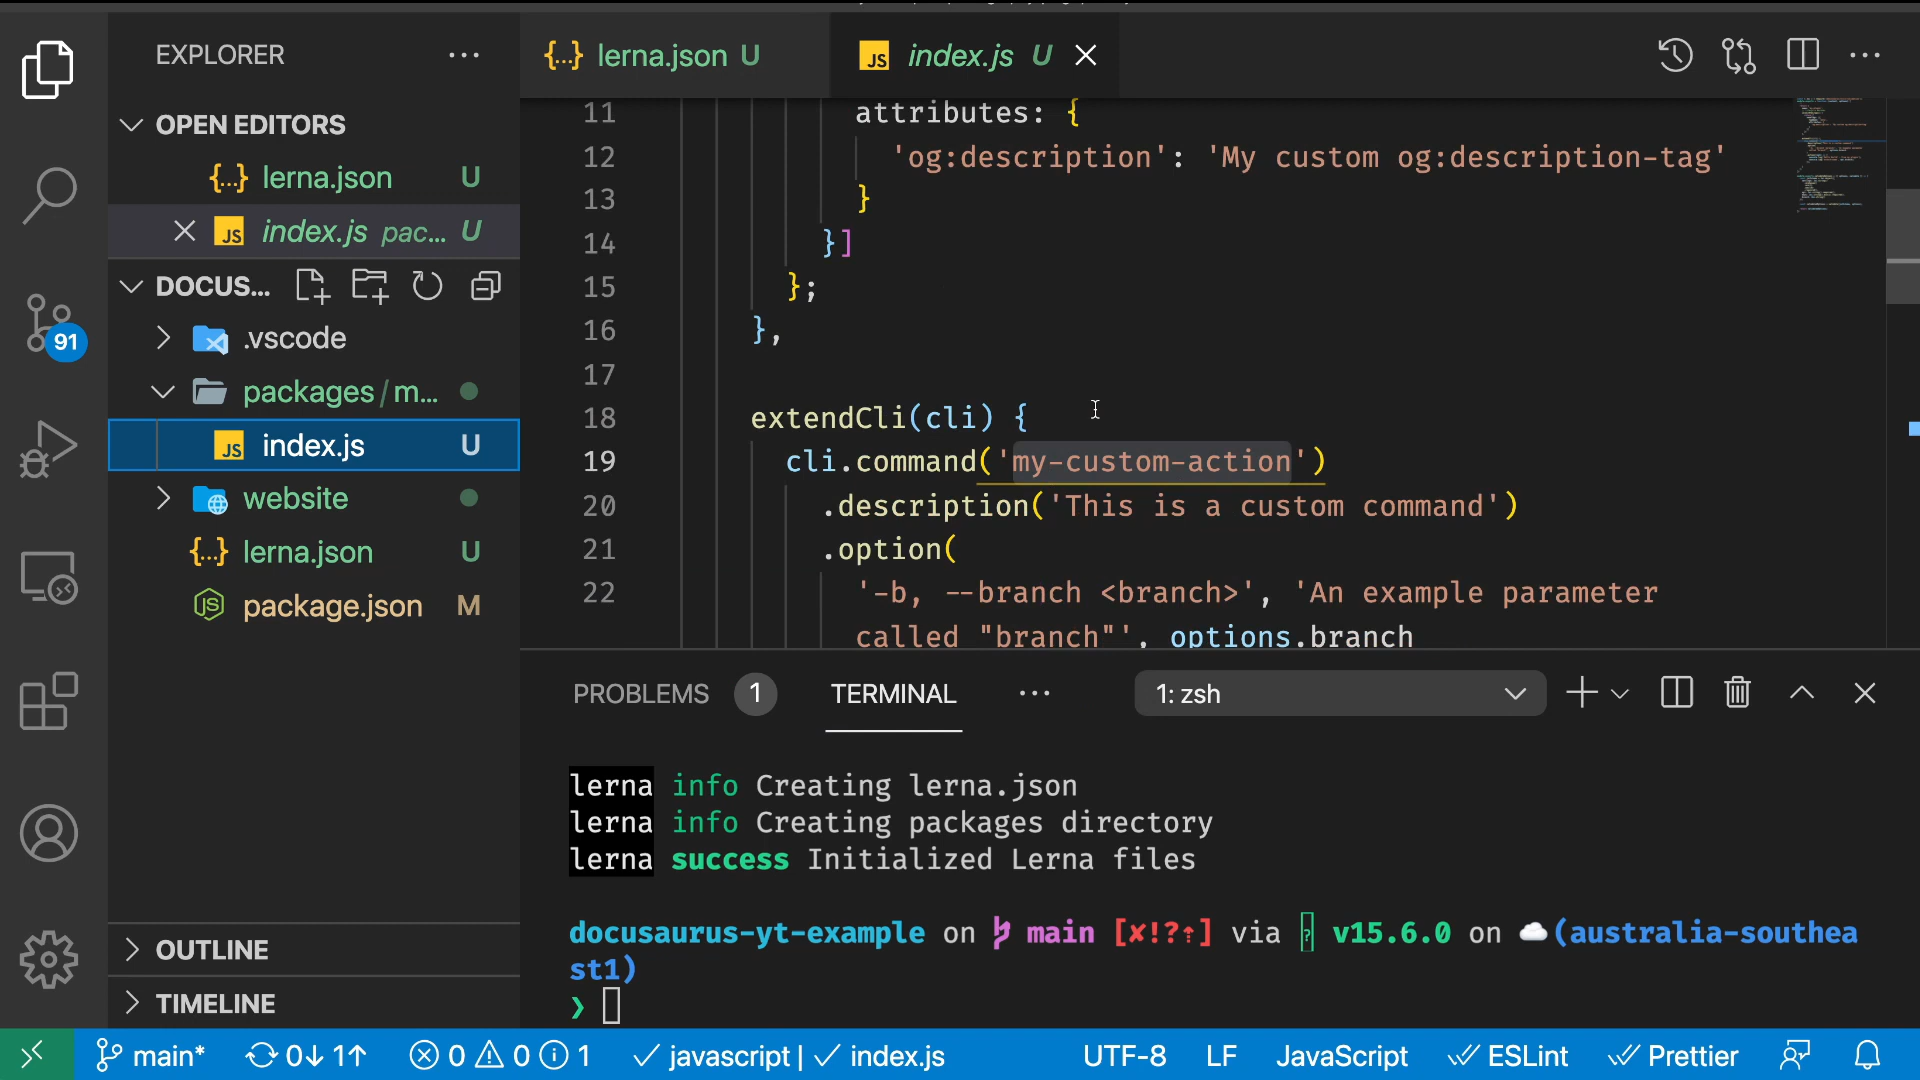 EXPLORER
OPEN EDITORS
{..} lerna.json U
JS index.js pac... U
DOCUS...
.vscode
packages/m...
JS index.js U
website
{..} lerna.json U
JS package.json M
OUTLINE
TIMELINE
91
{..} lerna.json U
JS index.js U
11 attributes: {
12 'og:description': 'My custom og:description-tag'
13 }
14 }]
15 };
16 },
17
18 extendCli(cli) {
19 cli.command('my-custom-action')
20 .description('This is a custom command')
21 .option(
22 '-b, --branch <branch>', 'An example parameter
called "branch"', options.branch
PROBLEMS 1 TERMINAL ... 1: zsh
lerna info Creating lerna.json
lerna info Creating packages directory
lerna success Initialized Lerna files
docusaurus-yt-example on main [✘!?⇡] via ? v15.6.0 on ☁ (australia-southea
st1)
❯
main* 0↓ 1↑ 0 0 1 ✓ javascript | ✓ index.js UTF-8 LF JavaScript ESLint Prettier